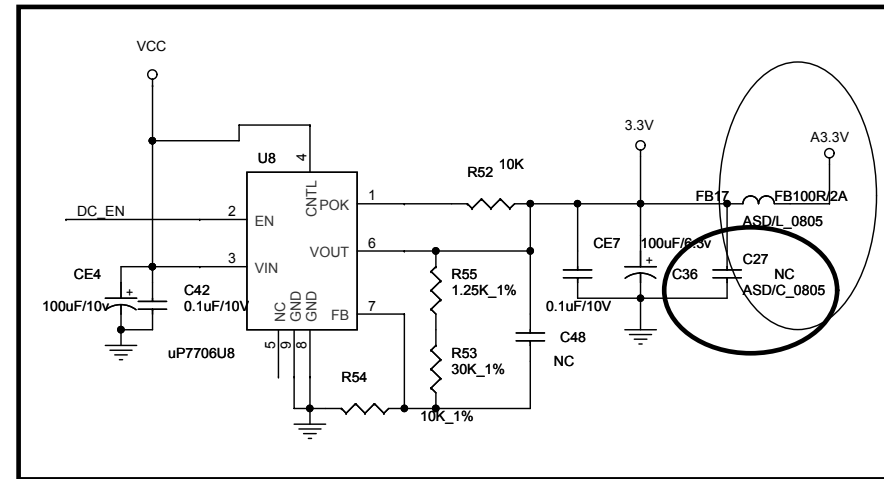 VCC
3.3V
A3.3V
U8
4
R52 10K
CNTL
POK
1
FB17
FB100R/2A
DC_EN
2
EN
ASD/L_0805
VOUT
6
CE7
100uF/6.3v
3
VIN
C36
C27
CE4
R55
NC
C42
1.25K_1%
ASD/C_0805
100uF/10v
0.1uF/10V
NC
GND
GND
FB
7
0.1uF/10V
5
9
8
C48
uP7706U8
R53
NC
30K_1%
R54
10K_1%